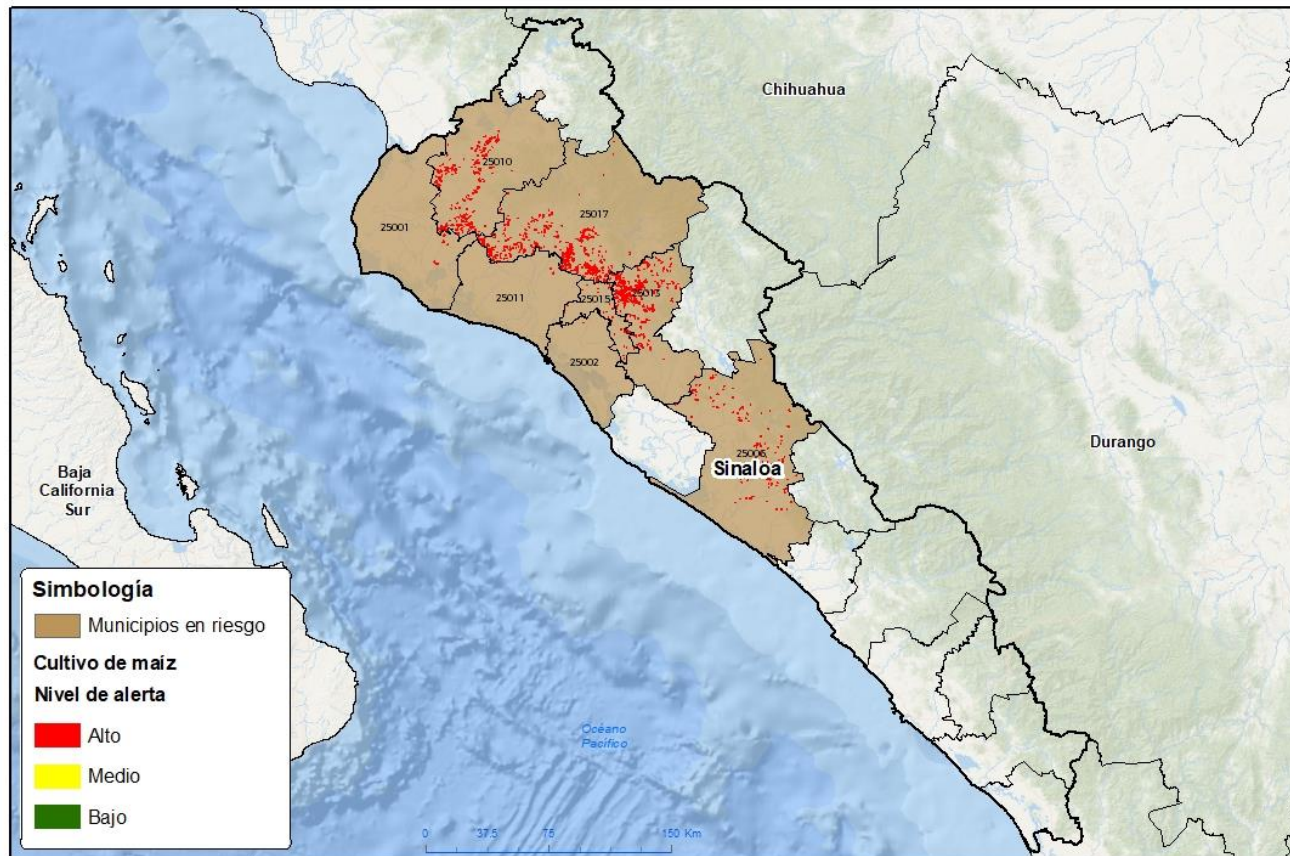 Chihuahua
25010
25017
25001
25011
25015
25013
25002
Durango
25006
Sinaloa
Baja
California
Sur
Simbología
Municipios en riesgo
Cultivo de maíz
Nivel de alerta
Alto
Medio
Bajo
Océano
Pacífico
0 37.5 75 150 Km